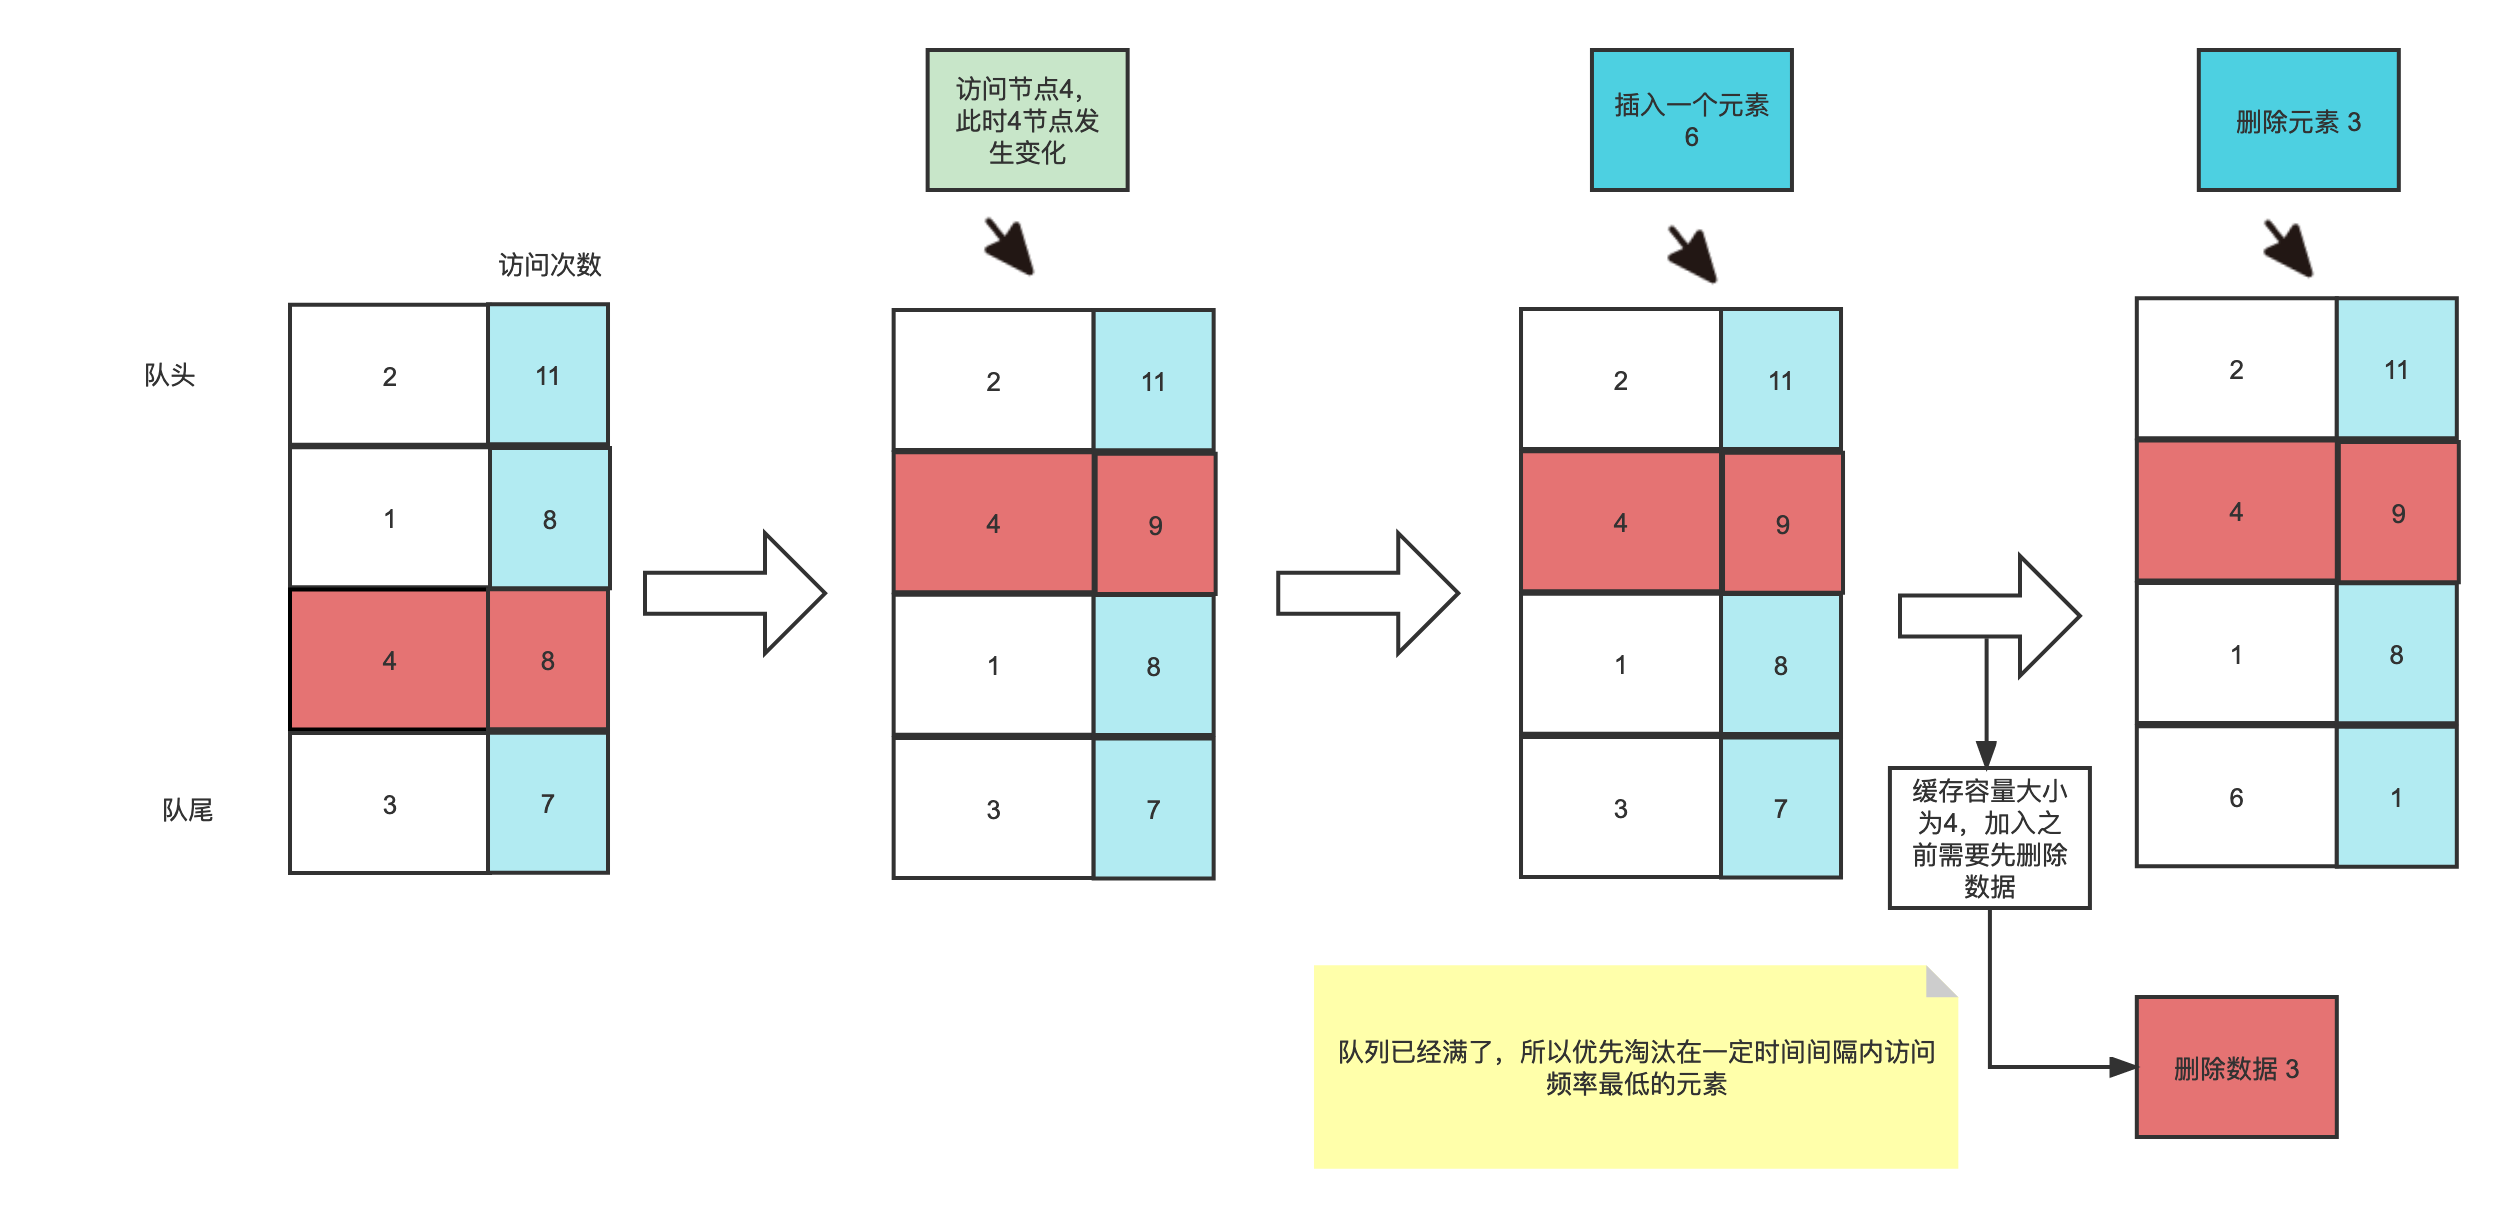 访问节点4，
此时4节点发
生变化
插入一个元素
6
删除元素 3
访问次数
队头
队尾
2 11
1 8
4 8
3 7
2 11
4 9
1 8
3 7
2 11
4 9
1 8
3 7
2 11
4 9
1 8
6 1
缓存容量大小
为4，加入之
前需要先删除
数据
队列已经满了，所以优先淘汰在一定时间间隔内访问
频率最低的元素
删除数据 3